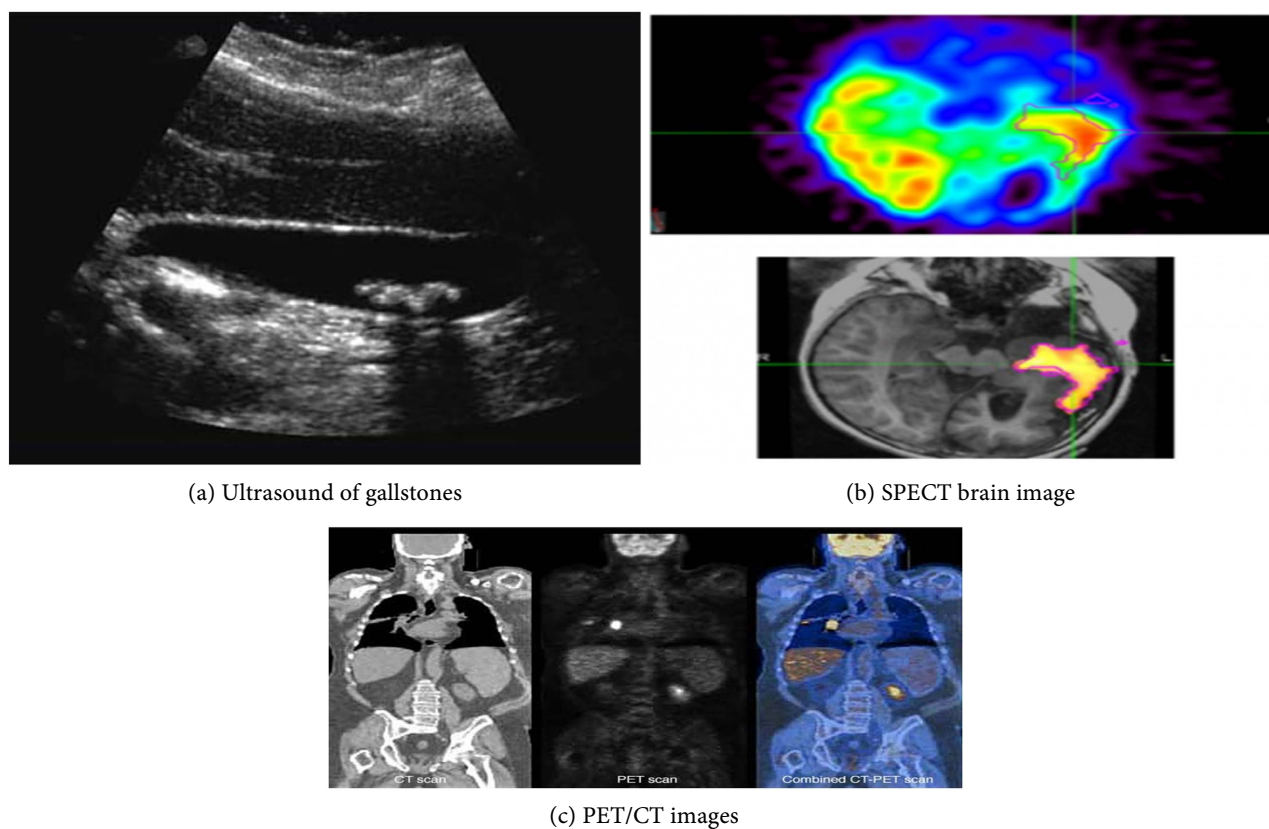 R
L
(a) Ultrasound of gallstones
(b) SPECT brain image
CT scan
PET scan
Combined CT-PET scan
(c) PET/CT images